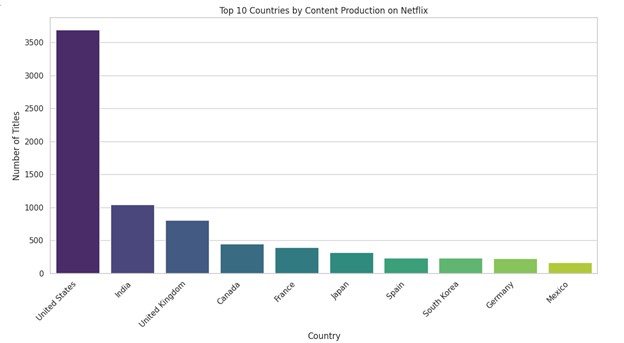 Top 10 Countries by Content Production on Netflix
Number of Titles
3500
3000
2500
2000
1500
1000
500
0
United States
India
United Kingdom
Canada
France
Japan
Spain
South Korea
Germany
Mexico
Country